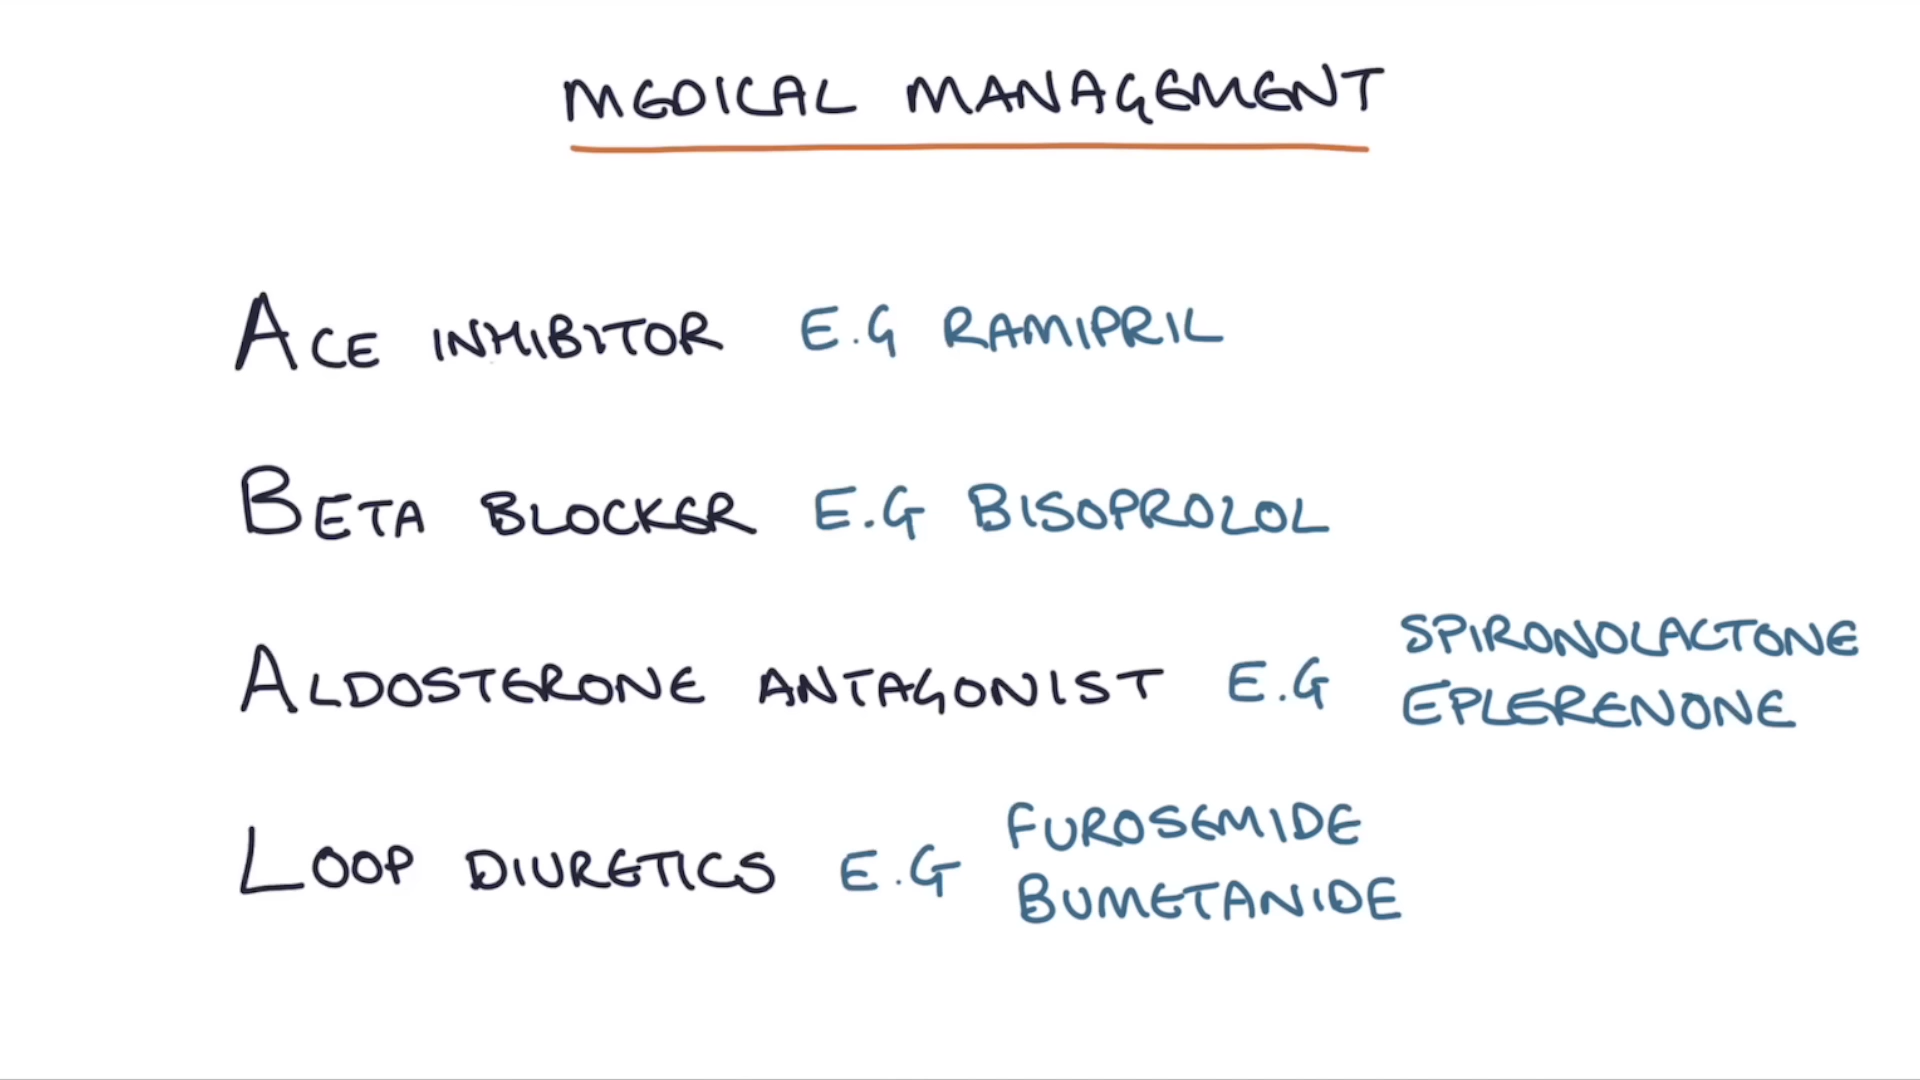 MEDICAL MANAGEMENT
ACE INHIBITOR E.G RAMIPRIL
BETA BLOCKER E.G BISOPROLOL
ALDOSTERONE ANTAGONIST E.G SPIRONOLACTONE
EPLERENONE
LOOP DIURETICS E.G FUROSEMIDE
BUMETANIDE